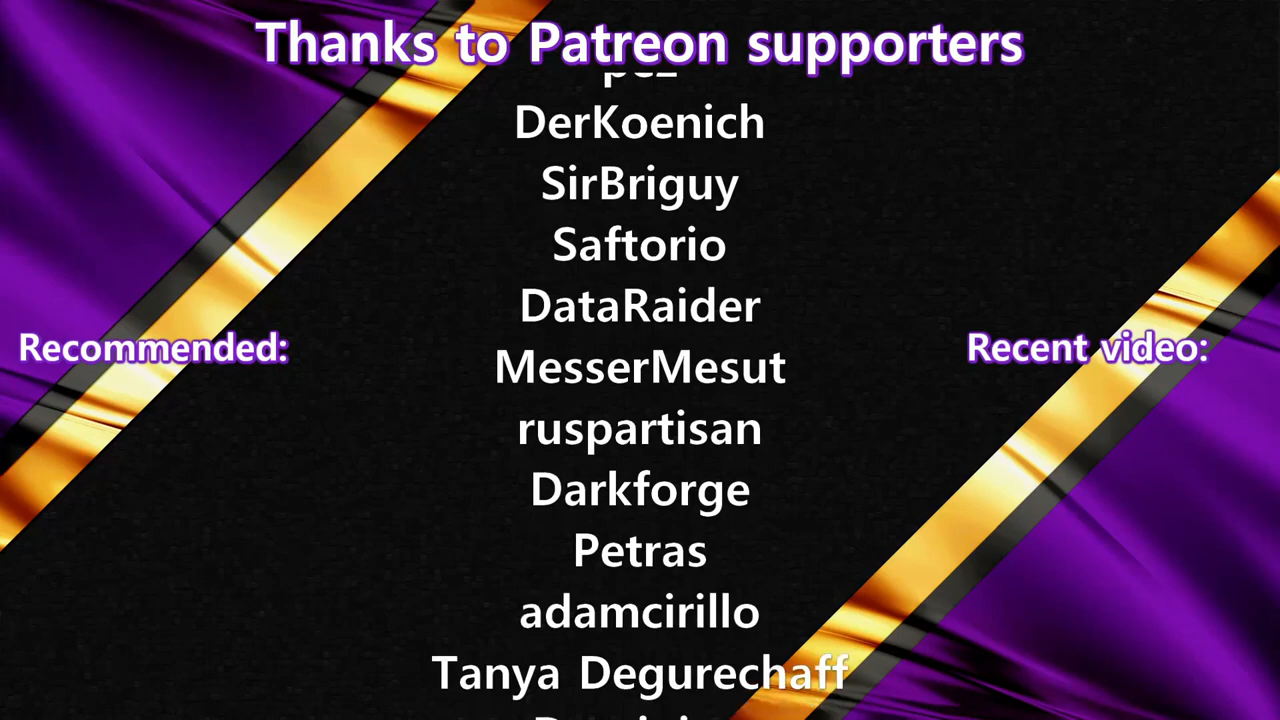 Thanks to Patreon supporters
DerKoenich
SirBriguy
Saftorio
DataRaider
Recommended:
Recent video:
MesserMesut
ruspartisan
Darkforge
Petras
adamcirillo
Tanya Degurechaff